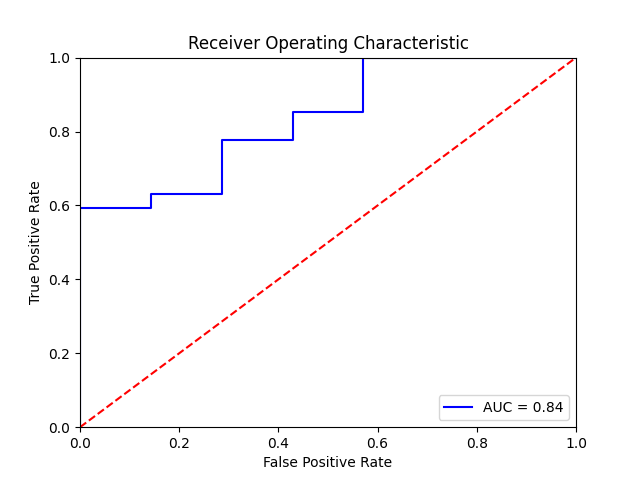 Receiver Operating Characteristic
1.0
0.8
0.6
0.4
0.2
0.0
True Positive Rate
AUC = 0.84
0.0 0.2 0.4 0.6 0.8 1.0
False Positive Rate